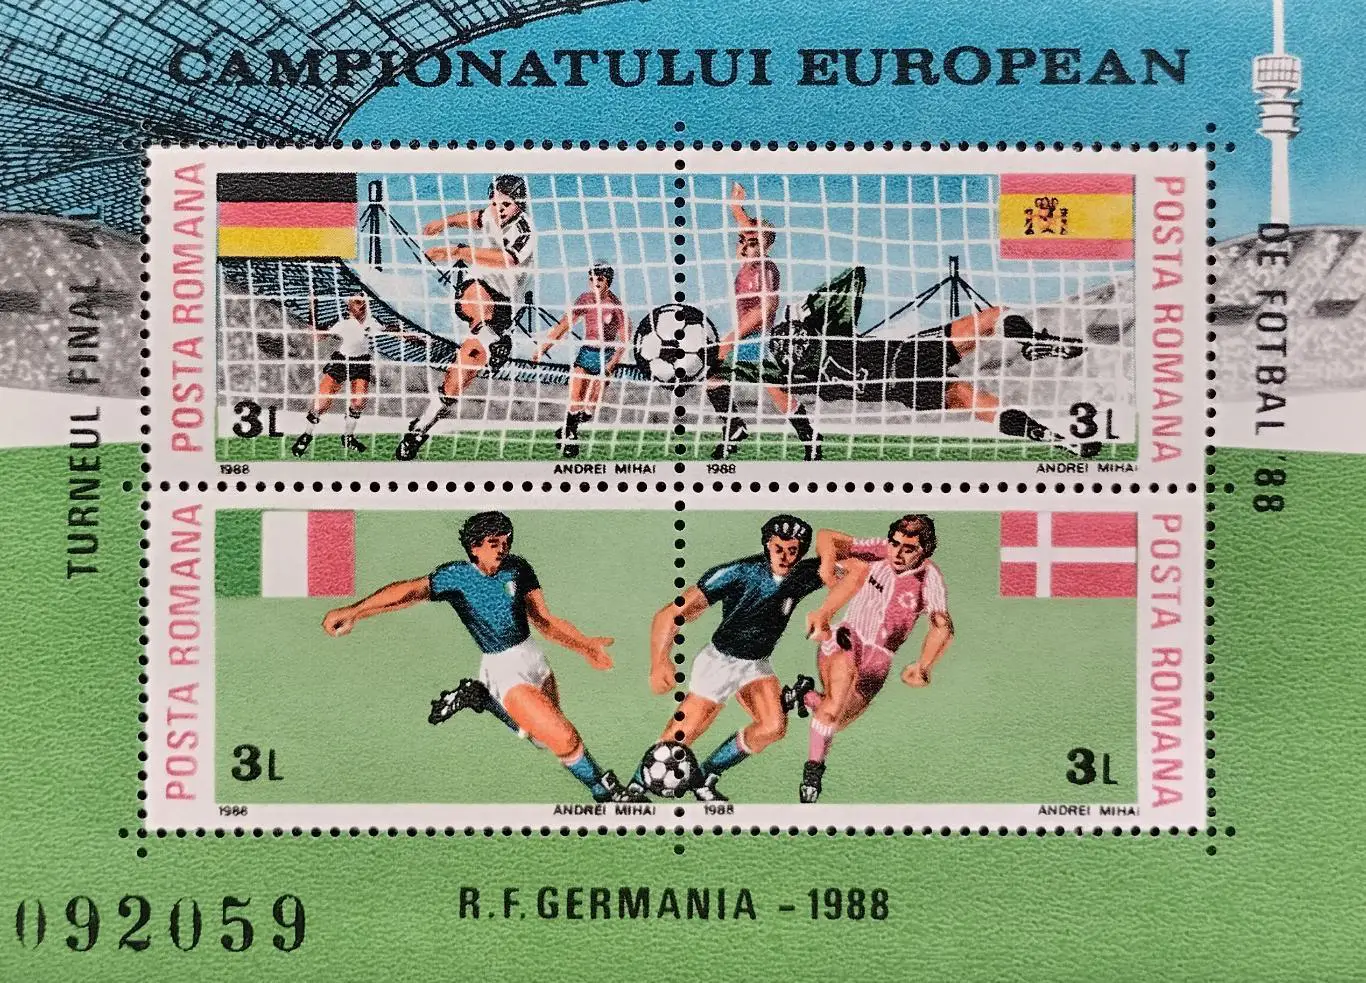 CAMPIONATULUI EUROPEAN
TURNEUL FINAL AL
DE FOTBAL '88
POSTA ROMANA
3L
1988 ANDREI MIHAI
POSTA ROMANA
3L
1988 ANDREI MIHAI
POSTA ROMANA
3L
1988 ANDREI MIHAI
POSTA ROMANA
3L
1988 ANDREI MIHAI
R.F.GERMANIA - 1988
092059